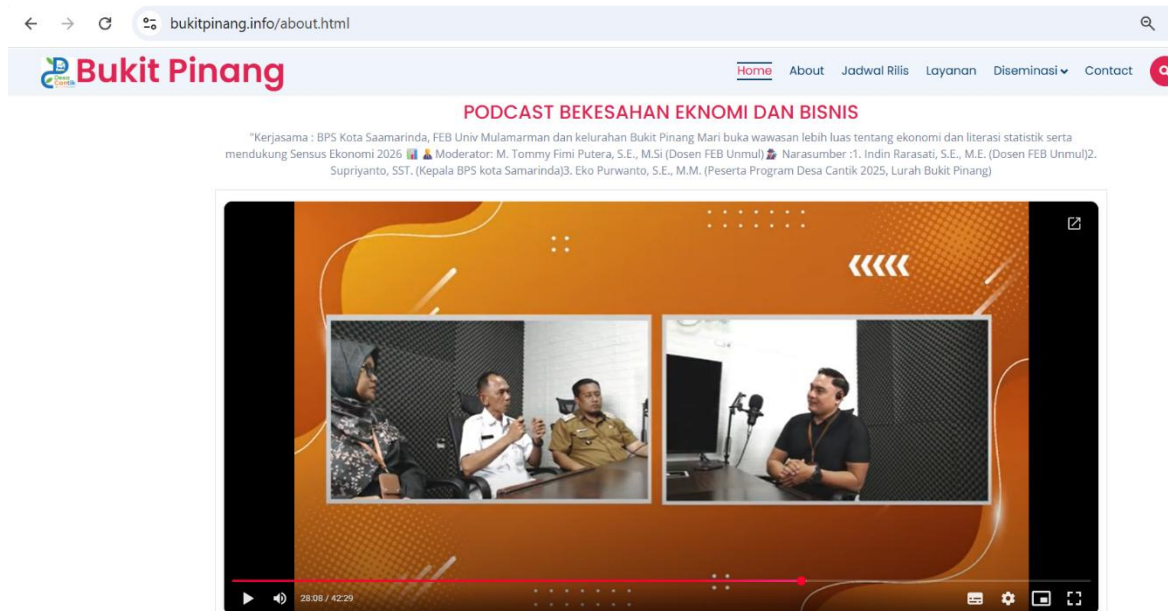 bukitpinang.info/about.html
Desa
Cantik
Bukit Pinang
Home About Jadwal Rilis Layanan Diseminasi Contact
PODCAST BEKESAHAN EKNOMI DAN BISNIS
"Kerjasama : BPS Kota Saamarinda, FEB Univ Mulamarman dan kelurahan Bukit Pinang Mari buka wawasan lebih luas tentang ekonomi dan literasi statistik serta
mendukung Sensus Ekonomi 2026 📊 👤 Moderator: M. Tommy Fimi Putera, S.E., M.Si (Dosen FEB Unmul) Narasumber :1. Indin Rarasati, S.E., M.E. (Dosen FEB Unmul)2.
Supriyanto, SST. (Kepala BPS kota Samarinda)3. Eko Purwanto, S.E., M.M. (Peserta Program Desa Cantik 2025, Lurah Bukit Pinang)
28:08 / 42:29